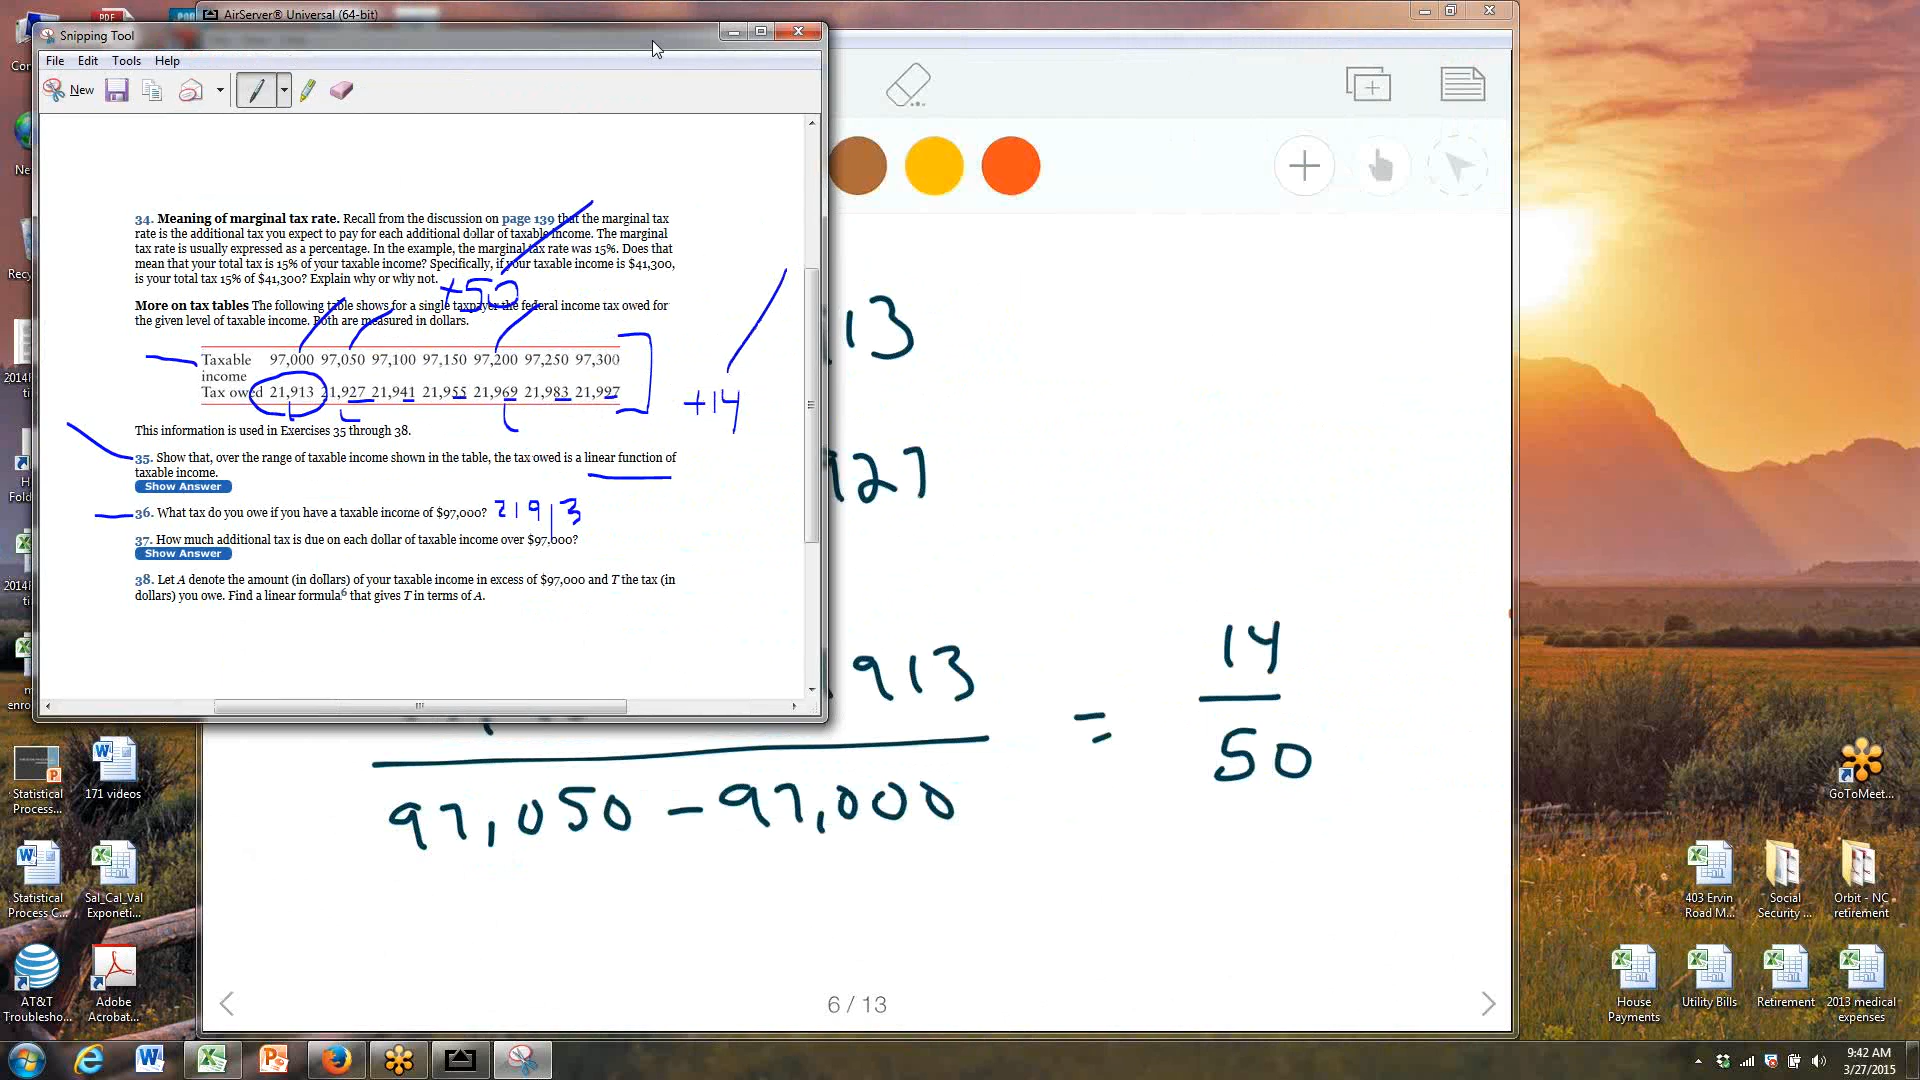 AirServer® Universal (64-bit)
Snipping Tool
File Edit Tools Help
New
34. Meaning of marginal tax rate. Recall from the discussion on page 139 that the marginal tax
rate is the additional tax you expect to pay for each additional dollar of taxable income. The marginal
tax rate is usually expressed as a percentage. In the example, the marginal tax rate was 15%. Does that
mean that your total tax is 15% of your taxable income? Specifically, if your taxable income is $41,300,
is your total tax 15% of $41,300? Explain why or why not.
+50
More on tax tables The following table shows for a single taxpayer the federal income tax owed for
the given level of taxable income. Both are measured in dollars.
Taxable 97,000 97,050 97,100 97,150 97,200 97,250 97,300
income
Tax owed 21,913 21,927 21,941 21,955 21,969 21,983 21,997
+14
This information is used in Exercises 35 through 38.
35. Show that, over the range of taxable income shown in the table, the tax owed is a linear function of
taxable income.
Show Answer
36. What tax do you owe if you have a taxable income of $97,000? 21913
37. How much additional tax is due on each dollar of taxable income over $97,000?
Show Answer
38. Let A denote the amount (in dollars) of your taxable income in excess of $97,000 and T the tax (in
dollars) you owe. Find a linear formula6 that gives T in terms of A.
13
927
913
97,050 - 97,000
=
14
50
6 / 13
Statistical
Process...
171 videos
Statistical
Process C...
Sal_Cal_Val
Exponeti...
AT&T
Troublesho...
Adobe
Acrobat...
GoToMeet...
403 Ervin
Road M...
Social
Security ...
Orbit - NC
retirement
House
Payments
Utility Bills
Retirement
2013 medical
expenses
9:42 AM
3/27/2015